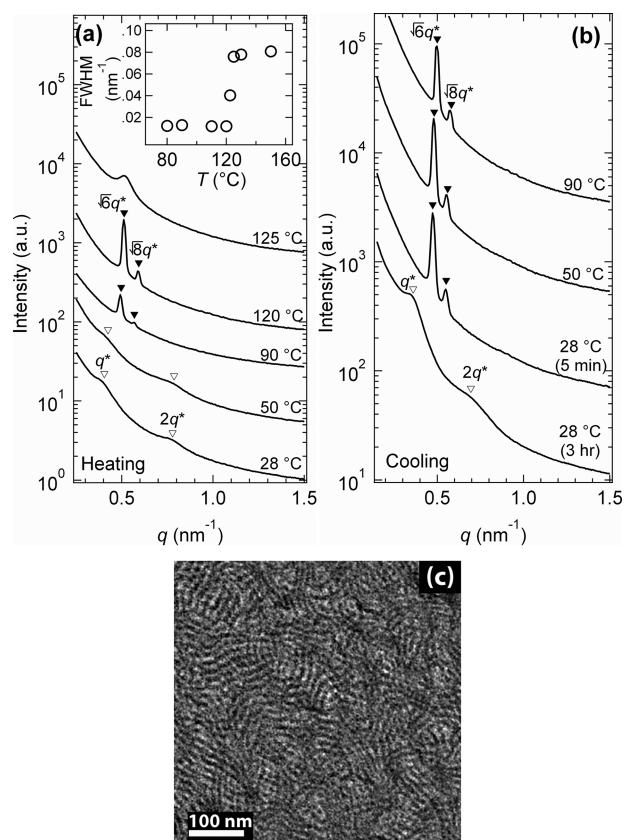 (a)
FWHM
(nm⁻¹)
.10
.08
.06
.04
.02
80
120
160
T (°C)
Intensity (a.u.)
10⁵
10⁴
10³
10²
10¹
10⁰
√6q*
√8q*
125 °C
120 °C
90 °C
50 °C
q*
2q*
28 °C
Heating
0.5
1.0
1.5
q (nm⁻¹)
(b)
Intensity (a.u.)
10⁵
10⁴
10³
10²
10¹
√6q*
√8q*
90 °C
50 °C
28 °C
(5 min)
q*
2q*
28 °C
(3 hr)
Cooling
0.5
1.0
1.5
q (nm⁻¹)
(c)
100 nm